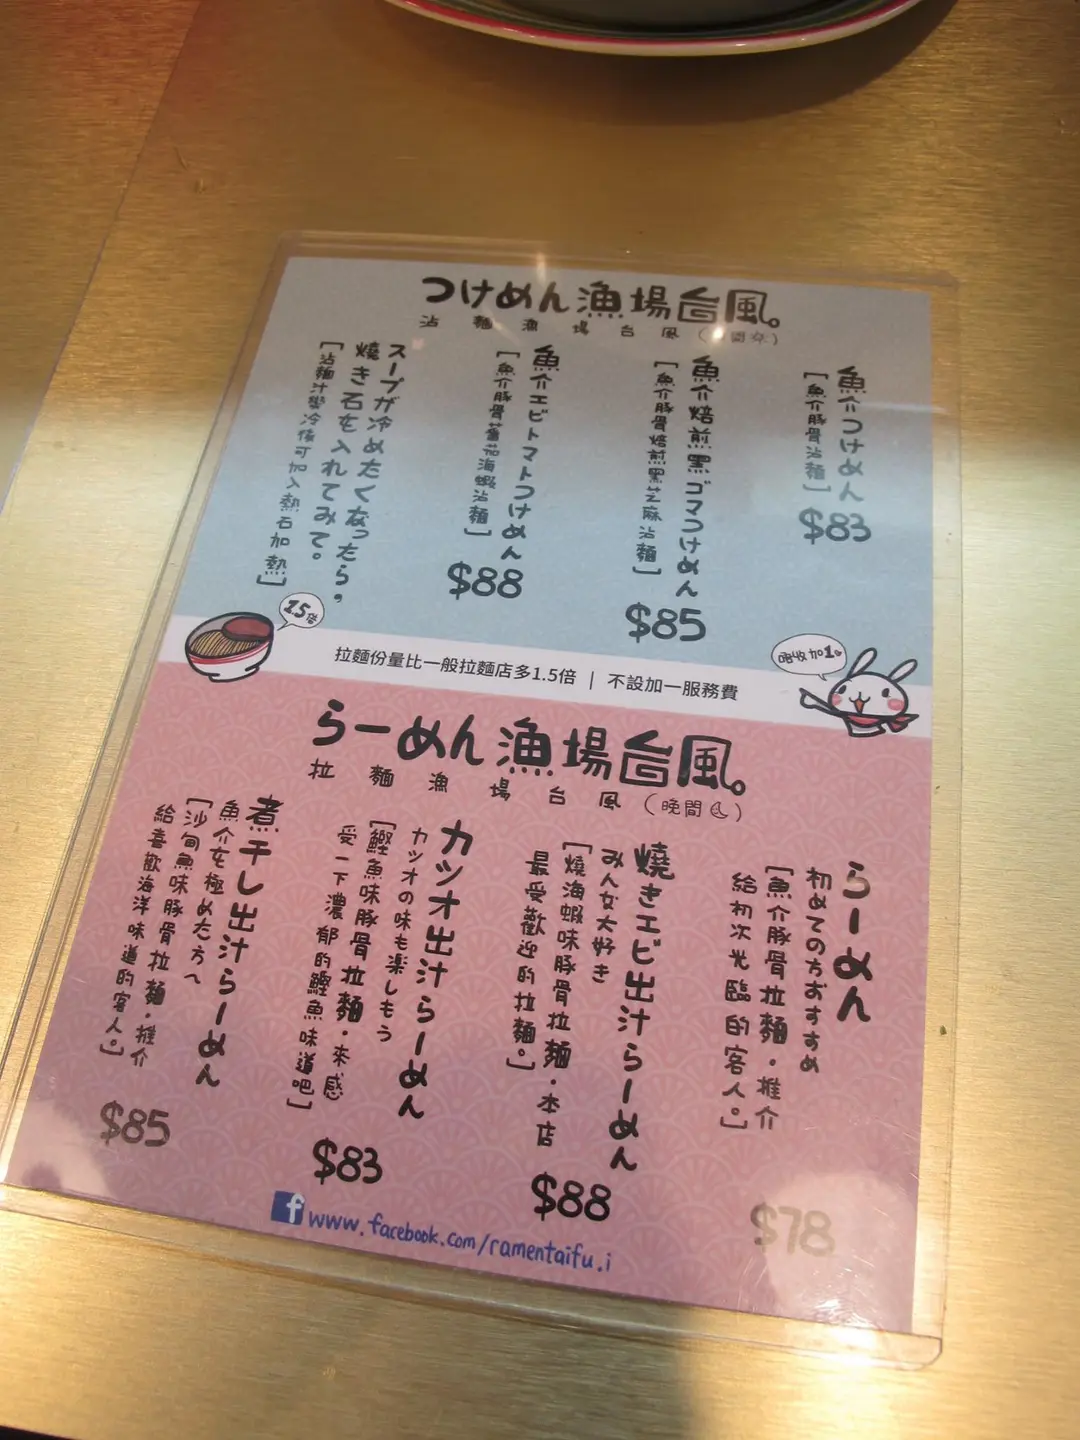 つけめん漁場台風。
沾麵漁場台風
魚介つけめん
[魚介豚骨沾麵]
$83
魚介焙煎黒ゴマつけめん
[魚介豚骨焙煎黑芝麻沾麵]
$85
魚介エビトマトつけめん
[魚介豚骨蕃茄海蝦沾麵]
$88
スープが冷めたくなったら,
燒き石を入れてみて。
[沾麵汁變冷後可加入熱石加熱]
1.5倍
拉麵份量比一般拉麵店多1.5倍 | 不設加一服務費
唔收加1。
らーめん漁場台風。
拉麵漁場台風(晚間)
らーめん
初めての方おすすめ
[魚介豚骨拉麵・推介
給初次光臨的客人。]
$78
燒きエビ出汁らーめん
みんな大好き
[燒海蝦味豚骨拉麵・本店
最受歡迎的拉麵。]
$88
カツオ出汁らーめん
カツオの味も楽しもう
[鰹魚味豚骨拉麵・來感
受一下濃郁的鰹魚味道吧]
$83
煮干し出汁らーめん
魚介を極めた方へ
[沙甸魚味豚骨拉麵・推介
給喜歡海洋味道的客人。]
$85
f www.facebook.com/ramentaifu.i